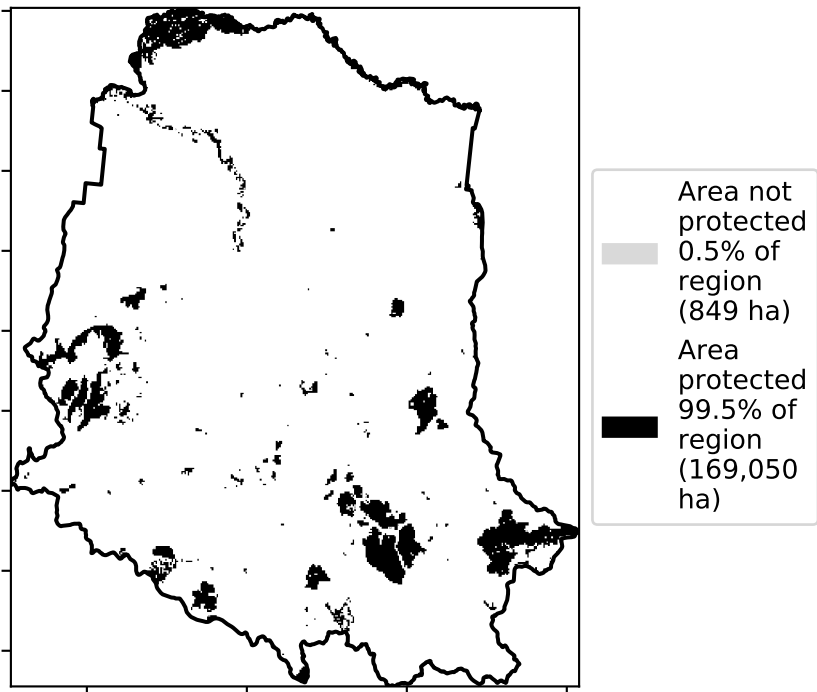 Area not
protected
0.5% of
region
(849 ha)
Area
protected
99.5% of
region
(169,050
ha)